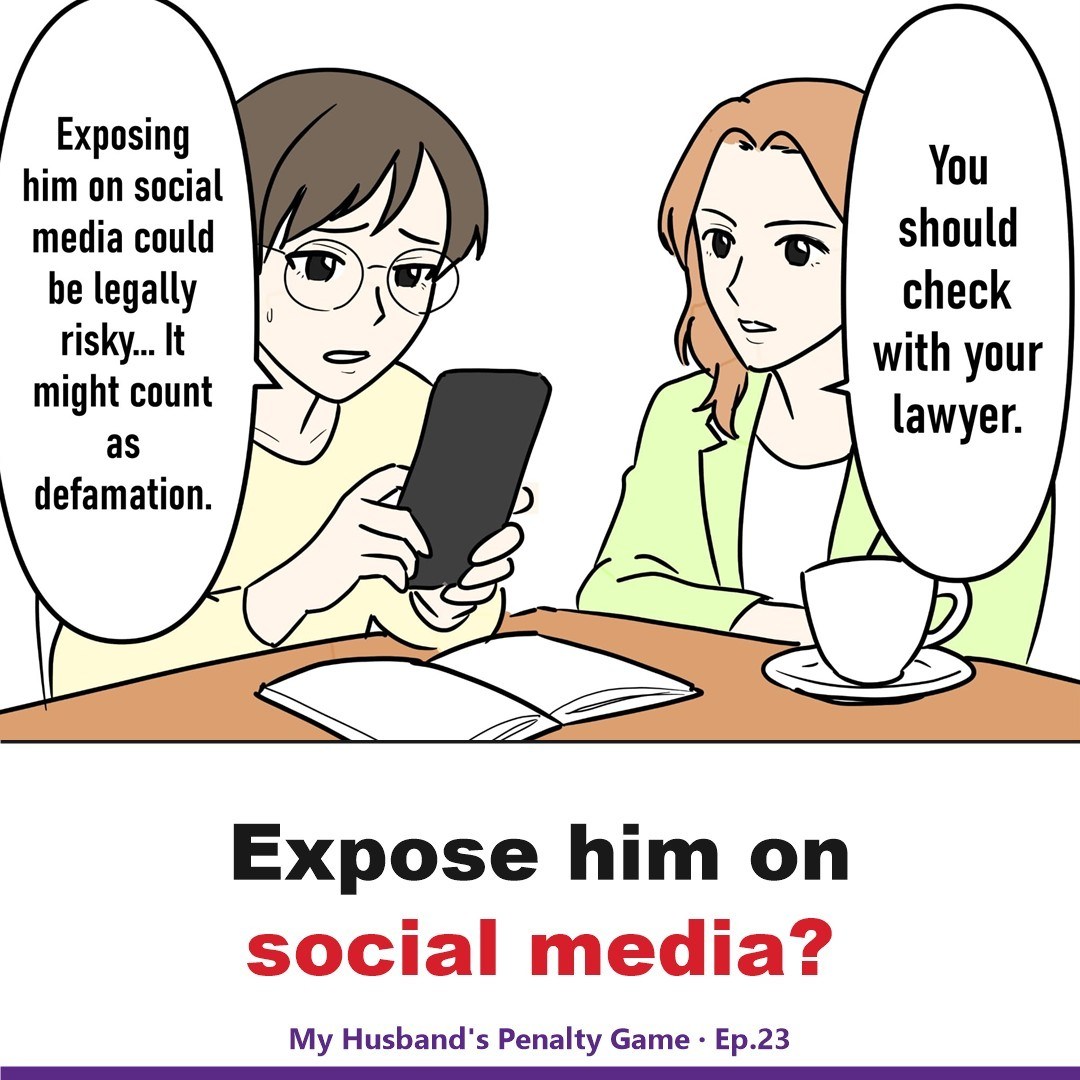 Exposing
him on social
media could
be legally
risky... It
might count
as
defamation.
You
should
check
with your
lawyer.
Expose him on
social media?
My Husband's Penalty Game · Ep.23